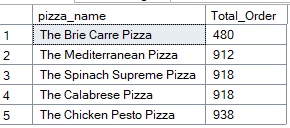 pizza_name Total_Order
1 The Brie Carre Pizza 480
2 The Mediterranean Pizza 912
3 The Spinach Supreme Pizza 918
4 The Calabrese Pizza 918
5 The Chicken Pesto Pizza 938